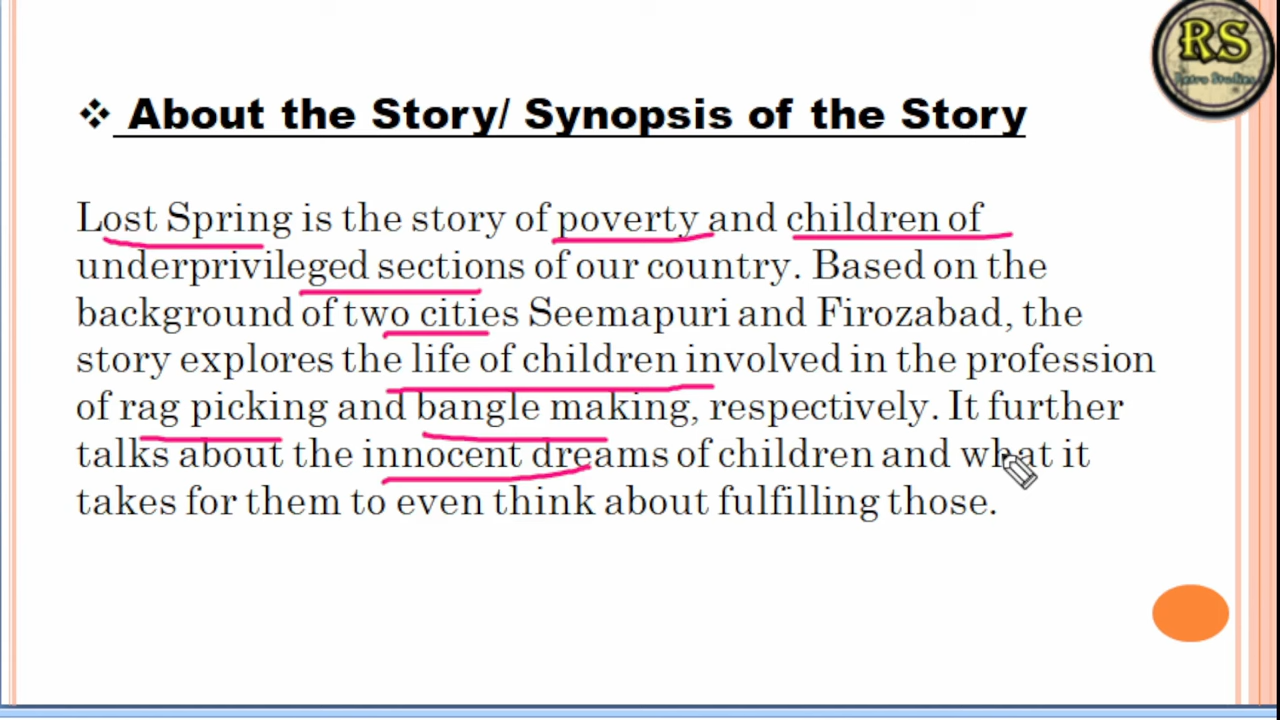 ❖ About the Story/ Synopsis of the Story
Lost Spring is the story of poverty and children of
underprivileged sections of our country. Based on the
background of two cities Seemapuri and Firozabad, the
story explores the life of children involved in the profession
of rag picking and bangle making, respectively. It further
talks about the innocent dreams of children and what it
takes for them to even think about fulfilling those.
RS